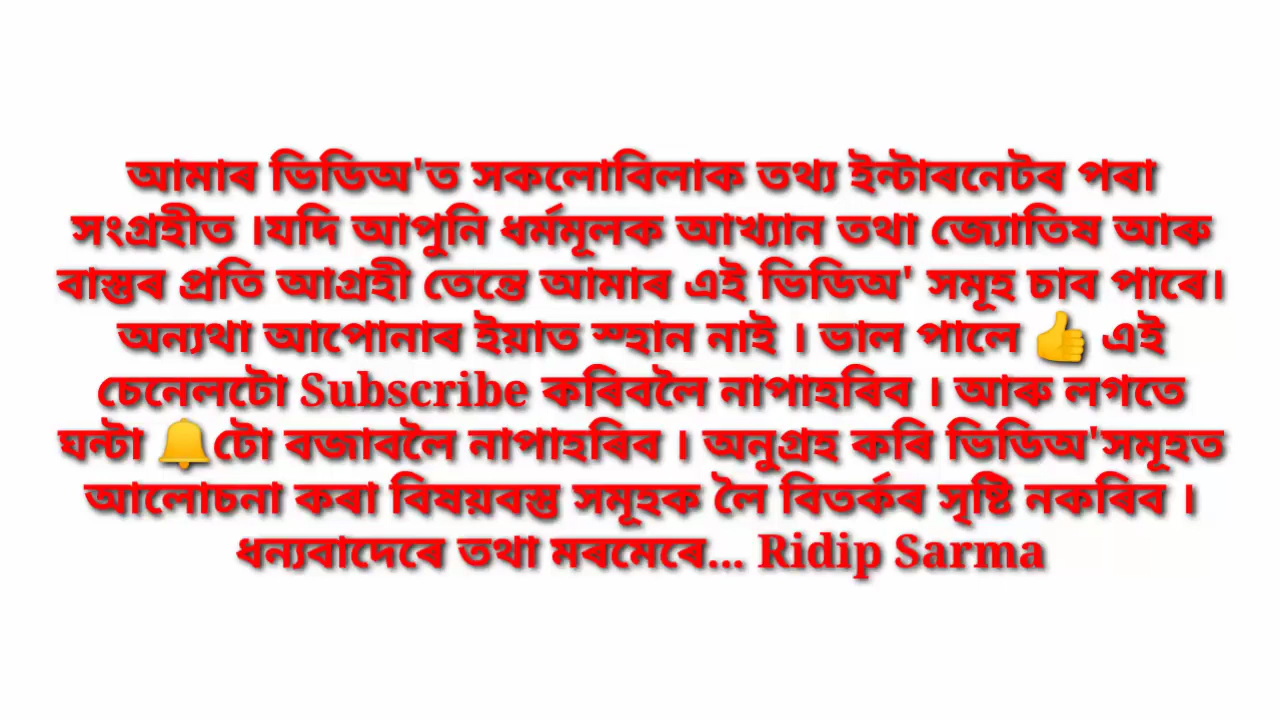 আমাৰ ভিডিঅ'ত সকলোবিলাক তথ্য ইন্টাৰনেটৰ পৰা
সংগ্ৰহীত ।যদি আপুনি ধৰ্মমূলক আখ্যান তথা জ্যোতিষ আৰু
বাস্তুৰ প্ৰতি আগ্ৰহী তেন্তে আমাৰ এই ভিডিঅ' সমূহ চাব পাৰে।
অন্যথা আপোনাৰ ইয়াত স্হান নাই । ভাল পালে 👍 এই
চেনেলটো Subscribe কৰিবলৈ নাপাহৰিব । আৰু লগতে
ঘন্টা 🔔টো বজাবলৈ নাপাহৰিব । অনুগ্ৰহ কৰি ভিডিঅ'সমূহত
আলোচনা কৰা বিষয়বস্তু সমূহক লৈ বিতৰ্কৰ সৃষ্টি নকৰিব ।
ধন্যবাদেৰে তথা মৰমেৰে... Ridip Sarma